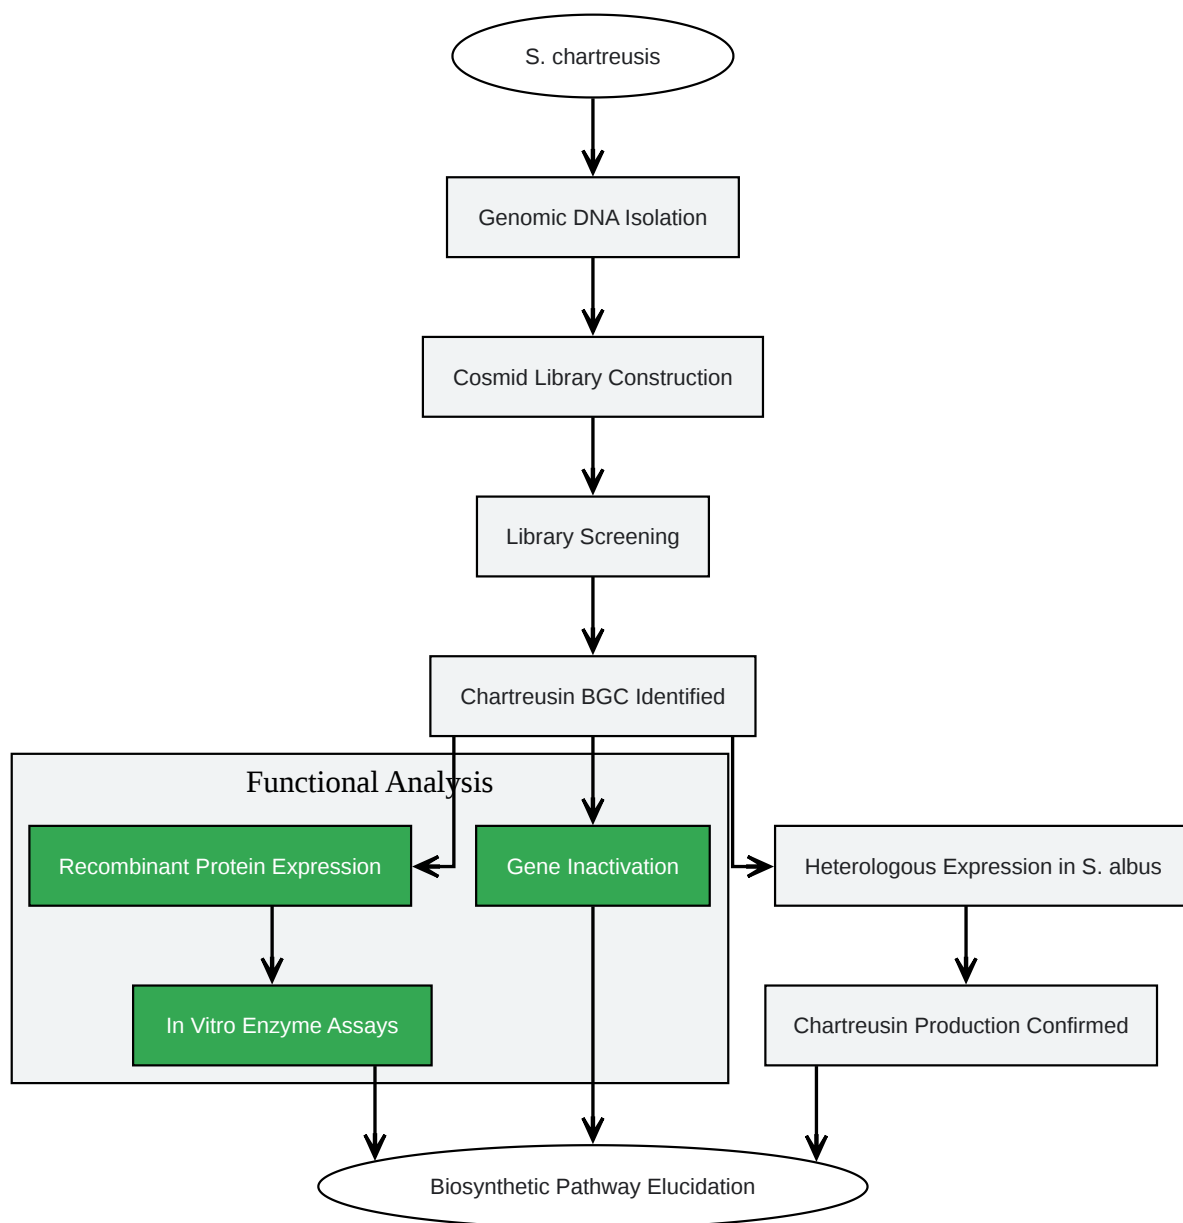 S. chartreusis
Genomic DNA Isolation
Cosmid Library Construction
Library Screening
Chartreusin BGC Identified
Functional Analysis
Recombinant Protein Expression
Gene Inactivation
Heterologous Expression in S. albus
In Vitro Enzyme Assays
Chartreusin Production Confirmed
Biosynthetic Pathway Elucidation